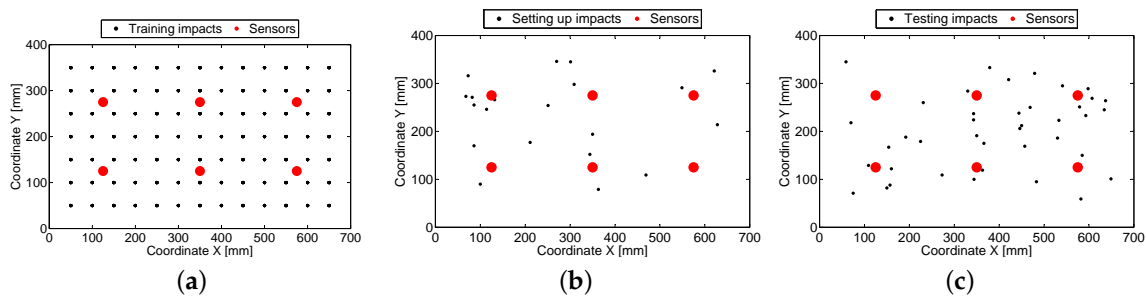 Training impacts Sensors
400
300
200
100
0
0 100 200 300 400 500 600 700
Coordinate Y [mm]
Coordinate X [mm]
(a)
Setting up impacts Sensors
400
300
200
100
0
0 100 200 300 400 500 600 700
Coordinate Y [mm]
Coordinate X [mm]
(b)
Testing impacts Sensors
400
300
200
100
0
0 100 200 300 400 500 600 700
Coordinate Y [mm]
Coordinate X [mm]
(c)